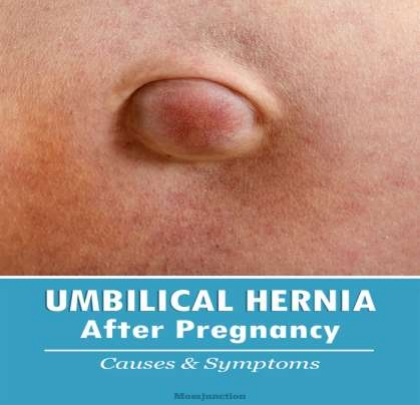 UMBILICAL HERNIA
After Pregnancy
Causes & Symptoms
Momjunction